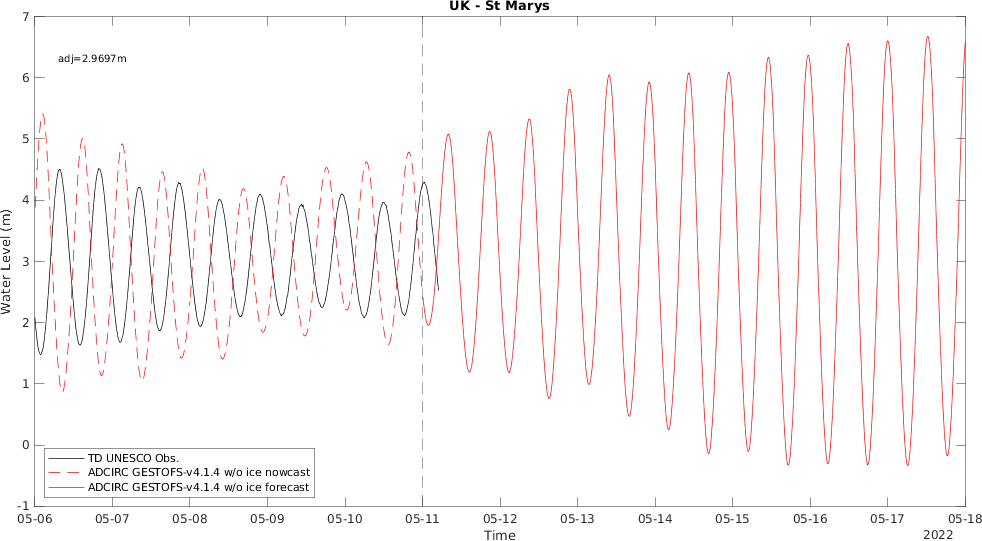 UK - St Marys
adj=2.9697m
Water Level (m)
7
6
5
4
3
2
1
0
-1
TD UNESCO Obs.
ADCIRC GESTOFS-v4.1.4 w/o ice nowcast
ADCIRC GESTOFS-v4.1.4 w/o ice forecast
05-06 05-07 05-08 05-09 05-10 05-11 05-12 05-13 05-14 05-15 05-16 05-17 05-18
Time
2022